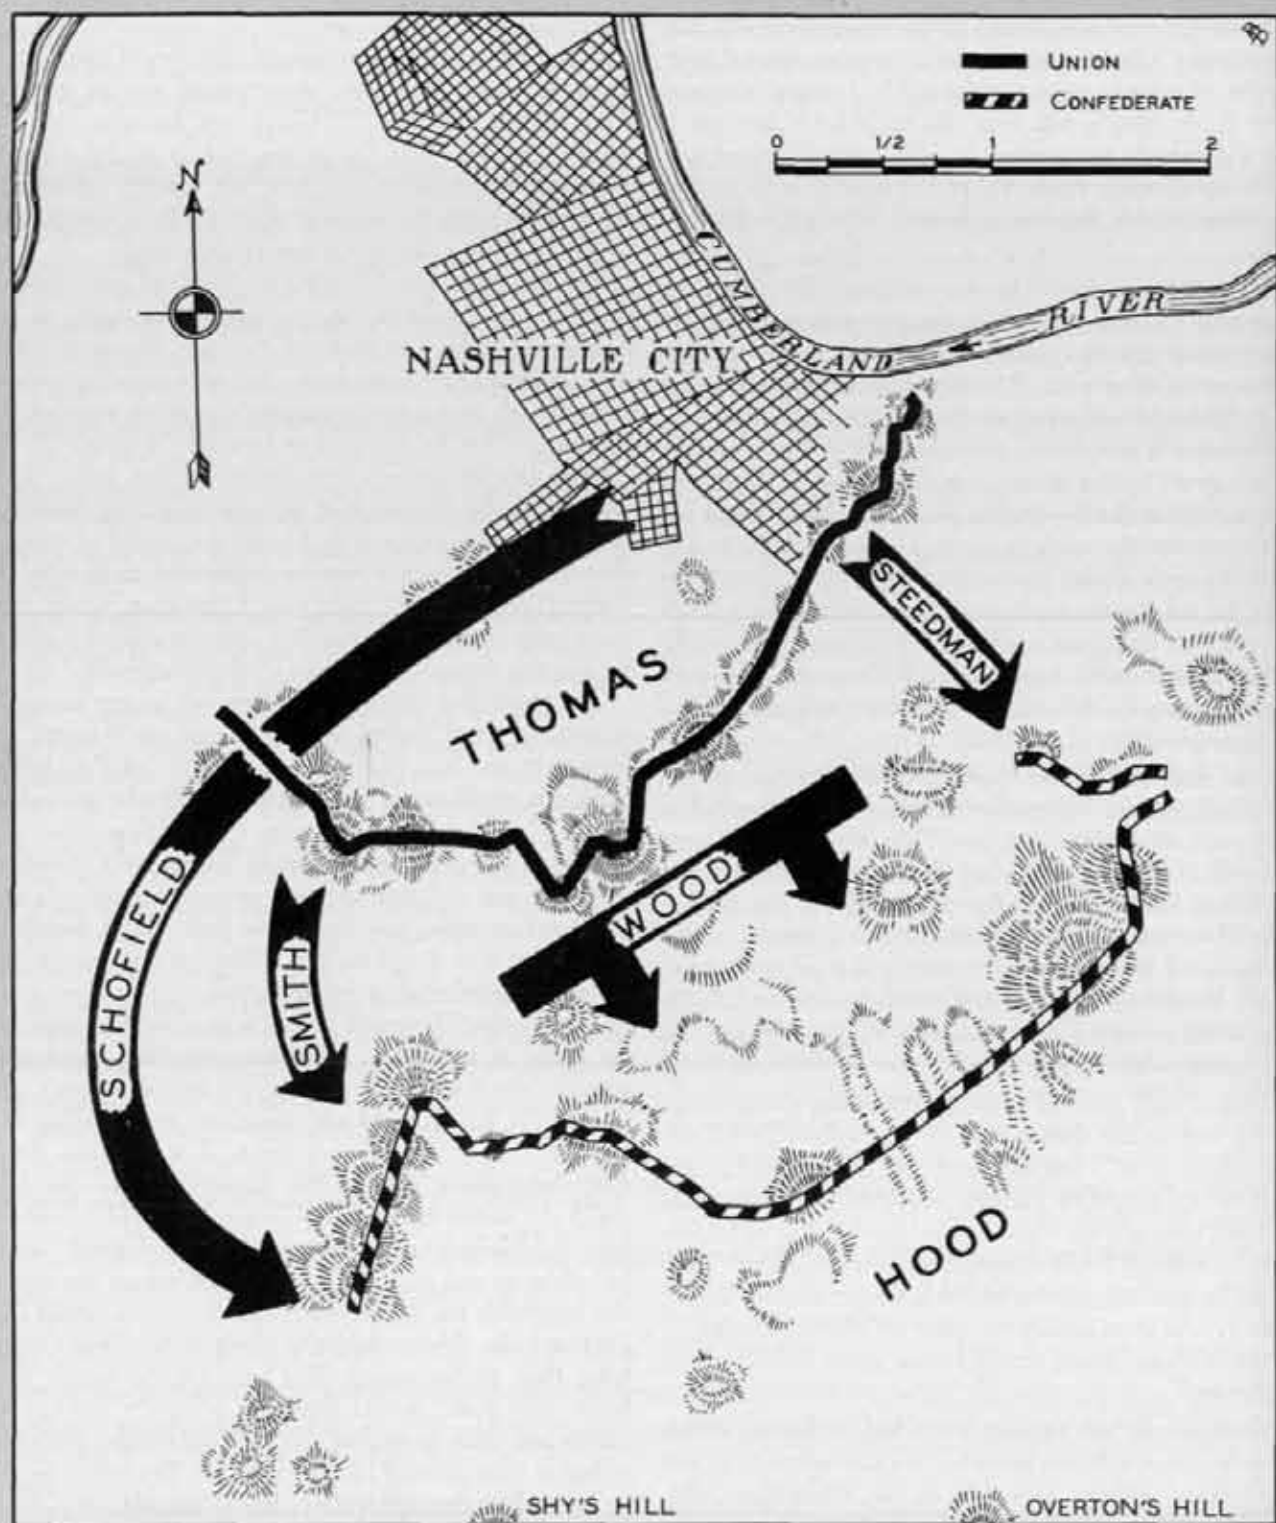 UNION
CONFEDERATE
0 1/2 1 2
N
CUMBERLAND RIVER
NASHVILLE CITY
STEEDMAN
THOMAS
WOOD
SCHOFIELD
SMITH
HOOD
SHY'S HILL
OVERTON'S HILL